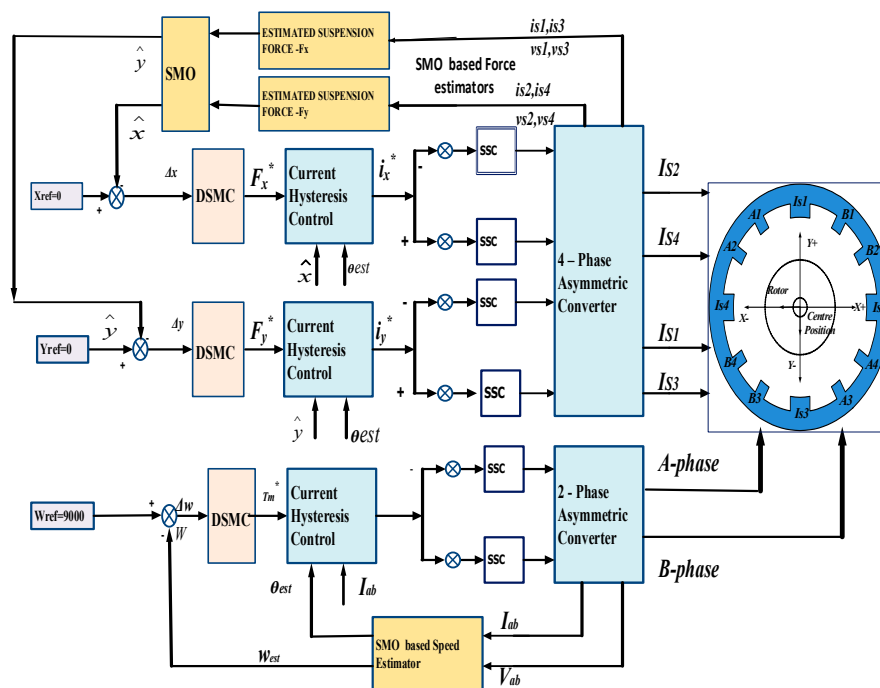 is1,is3
vs1,vs3
ESTIMATED SUSPENSION
FORCE -Fx
SMO
ŷ
SMO based Force
estimators
ESTIMATED SUSPENSION
FORCE -Fy
is2,is4
vs2,vs4
x̂
Xref=0
+
-
Δx
DSMC
Fx*
Current
Hysteresis
Control
ix*
-
+
SSC
SSC
x̂
θest
4 – Phase
Asymmetric
Converter
IS2
IS4
IS1
IS3
Yref=0
ŷ
+
-
Δy
DSMC
Fy*
Current
Hysteresis
Control
iy*
-
+
SSC
SSC
ŷ
θest
Is1
A1
B1
A2
B2
Y+
Rotor
Is4
X-
X+
Is
Centre
Position
Y-
B4
A4
B3
A3
Is3
A-phase
B-phase
Wref=9000
+
-
Δw
W
DSMC
Tm*
Current
Hysteresis
Control
-
SSC
SSC
2 - Phase
Asymmetric
Converter
θest
Iab
SMO based Speed
Estimator
Iab
Vab
west